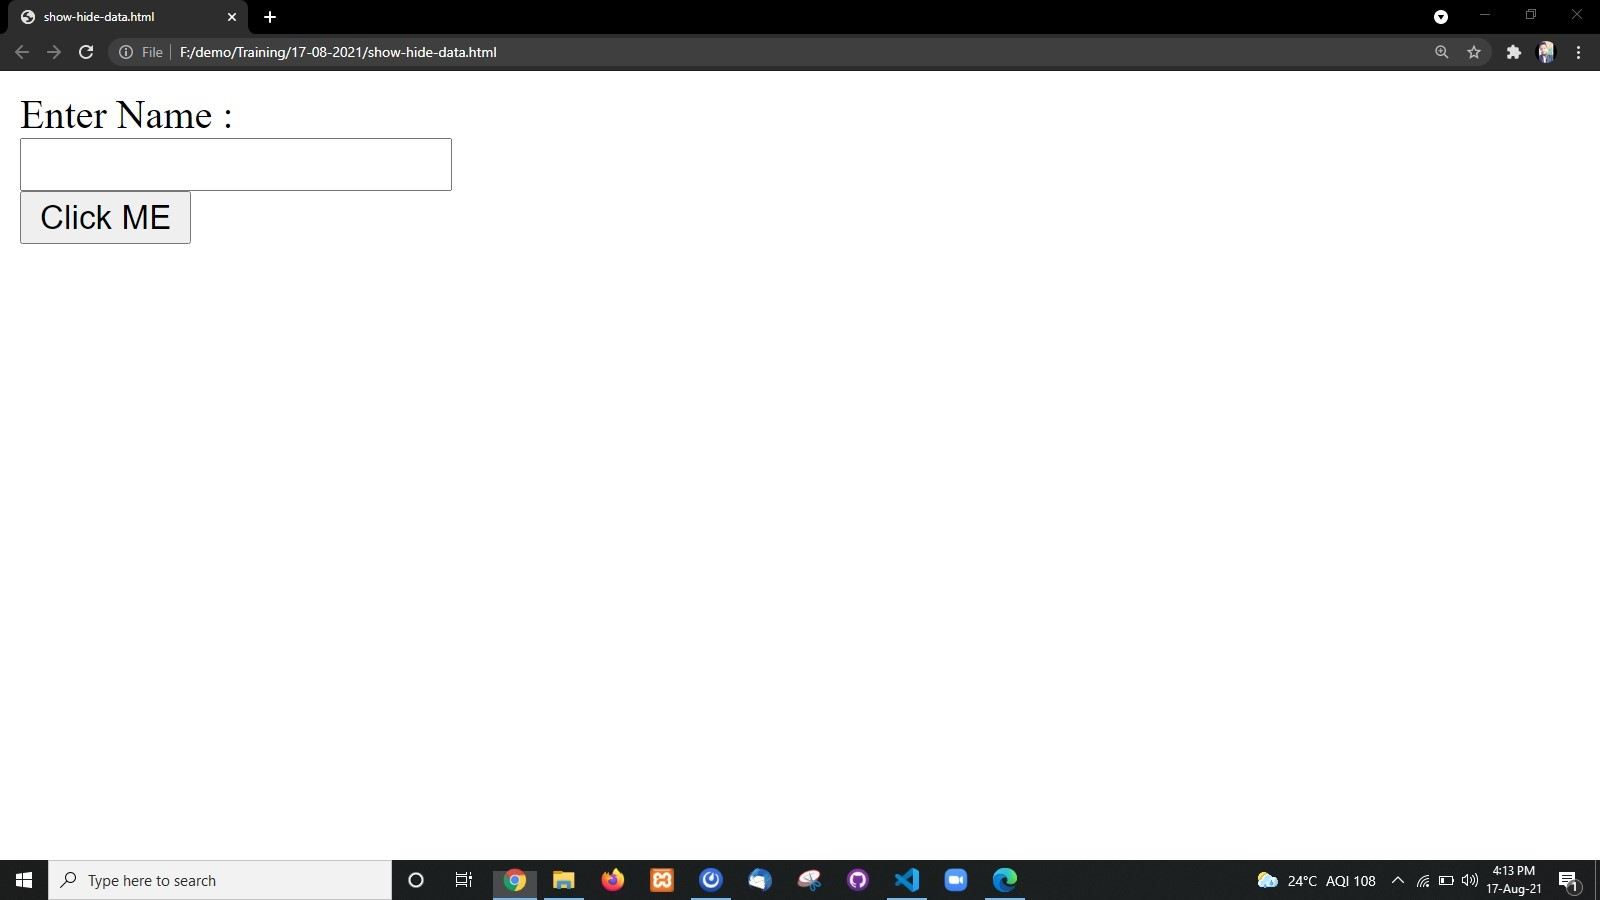 show-hide-data.html
File F:/demo/Training/17-08-2021/show-hide-data.html
Enter Name :
Click ME
Type here to search
24°C AQI 108
4:13 PM
17-Aug-21
1